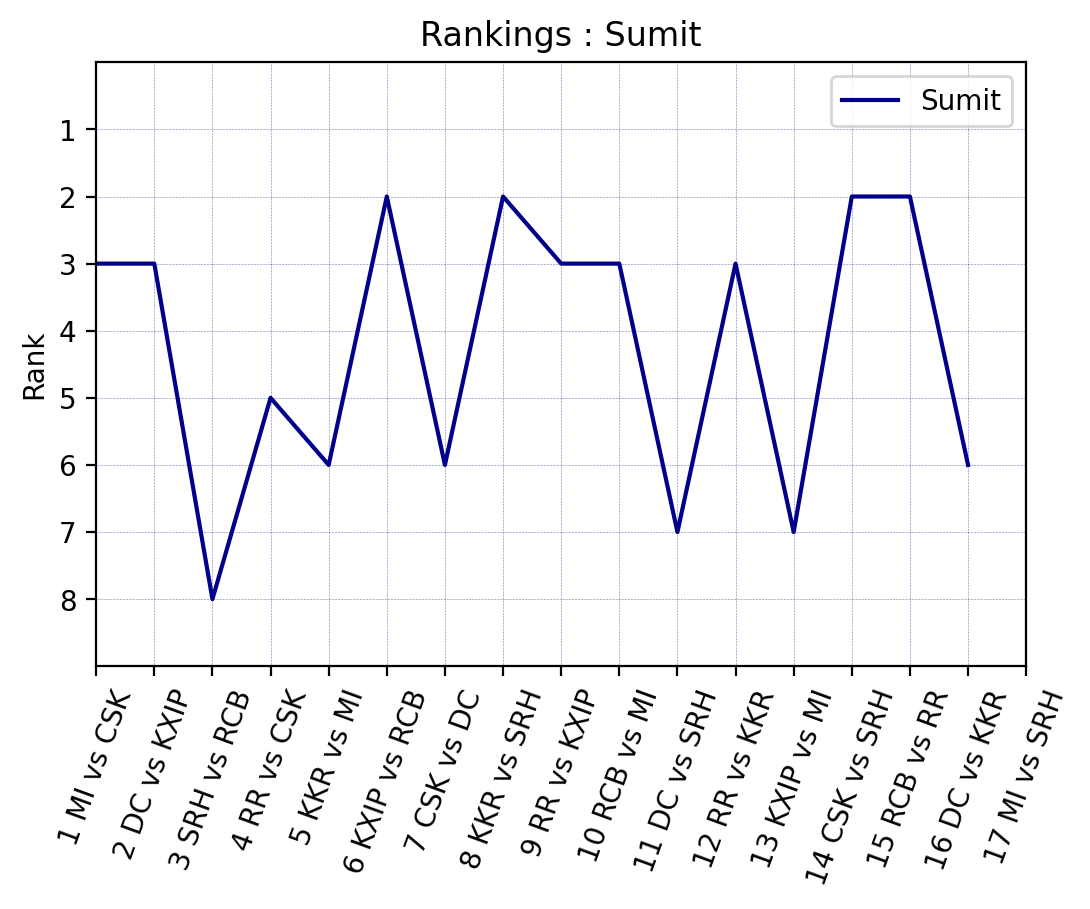 Rankings : Sumit
Sumit
Rank
1
2
3
4
5
6
7
8
1 MI vs CSK
2 DC vs KXIP
3 SRH vs RCB
4 RR vs CSK
5 KKR vs MI
6 KXIP vs RCB
7 CSK vs DC
8 KKR vs SRH
9 RR vs KXIP
10 RCB vs MI
11 DC vs SRH
12 RR vs KKR
13 KXIP vs MI
14 CSK vs SRH
15 RCB vs RR
16 DC vs KKR
17 MI vs SRH